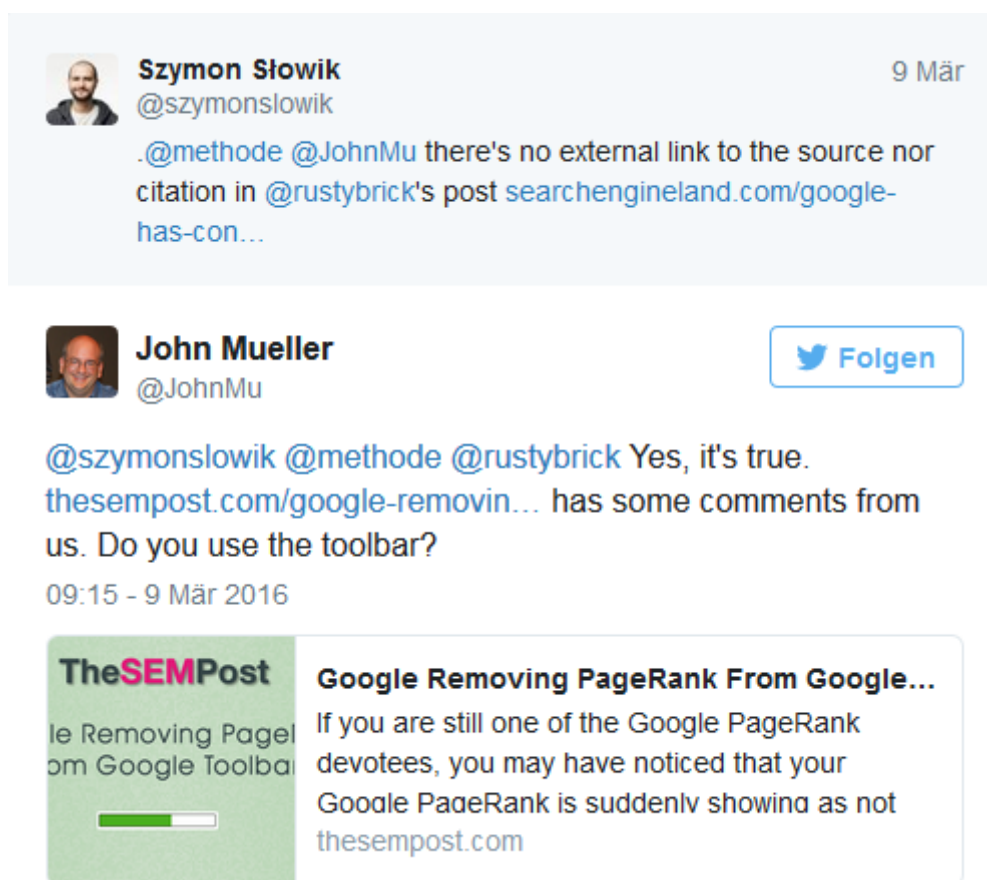 Szymon Słowik
9 Mär
@szymonslowik
.@methode @JohnMu there's no external link to the source nor
citation in @rustybrick's post searchengineland.com/google-
has-con…
John Mueller
Folgen
@JohnMu
@szymonslowik @methode @rustybrick Yes, it's true.
thesempost.com/google-removin… has some comments from
us. Do you use the toolbar?
09:15 - 9 Mär 2016
TheSEMPost
le Removing Pagel
om Google Toolbar
Google Removing PageRank From Google…
If you are still one of the Google PageRank
devotees, you may have noticed that your
Google PageRank is suddenly showing as not
thesempost.com